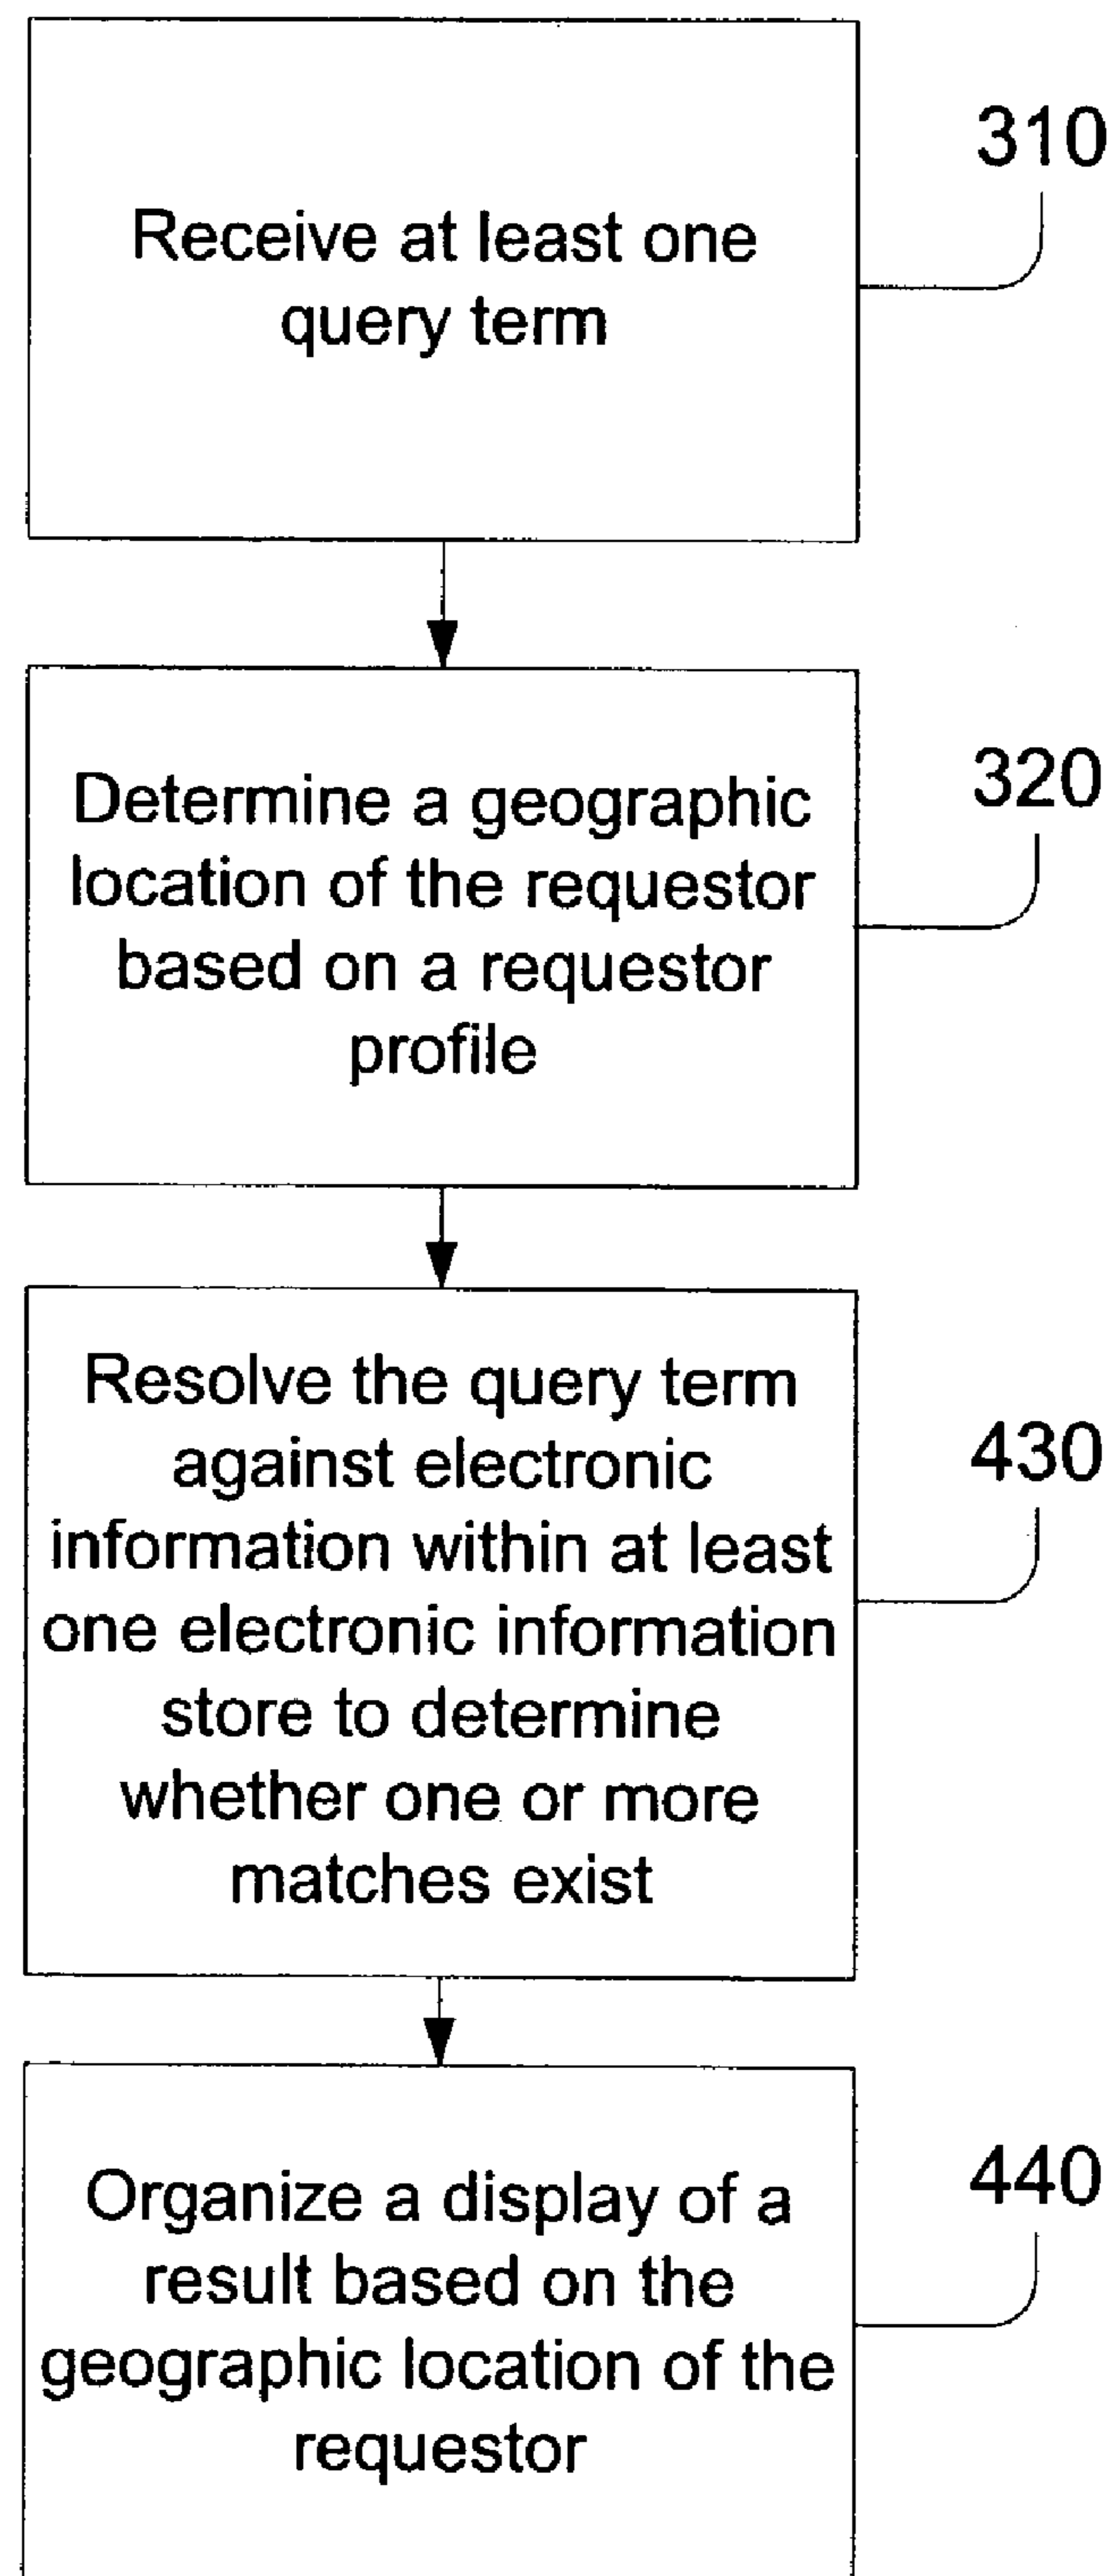 Receive at least one
query term
310
Determine a geographic
location of the requestor
based on a requestor
profile
320
Resolve the query term
against electronic
information within at least
one electronic information
store to determine
whether one or more
matches exist
430
Organize a display of a
result based on the
geographic location of the
requestor
440